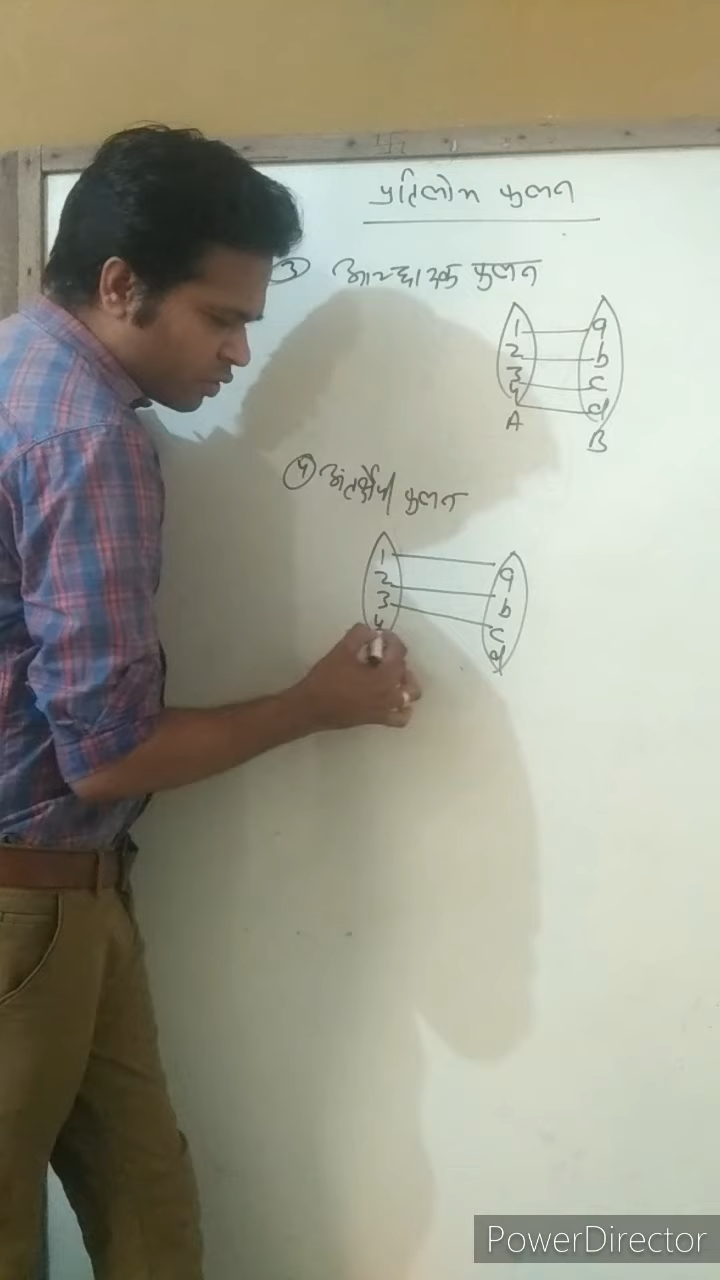 प्रतिलोम फलन
3 आच्छादक फलन
1 a
2 b
3 c
4 d
A B
4 अंतर्क्षेपी फलन
1 a
2 b
3 c
4 d
PowerDirector